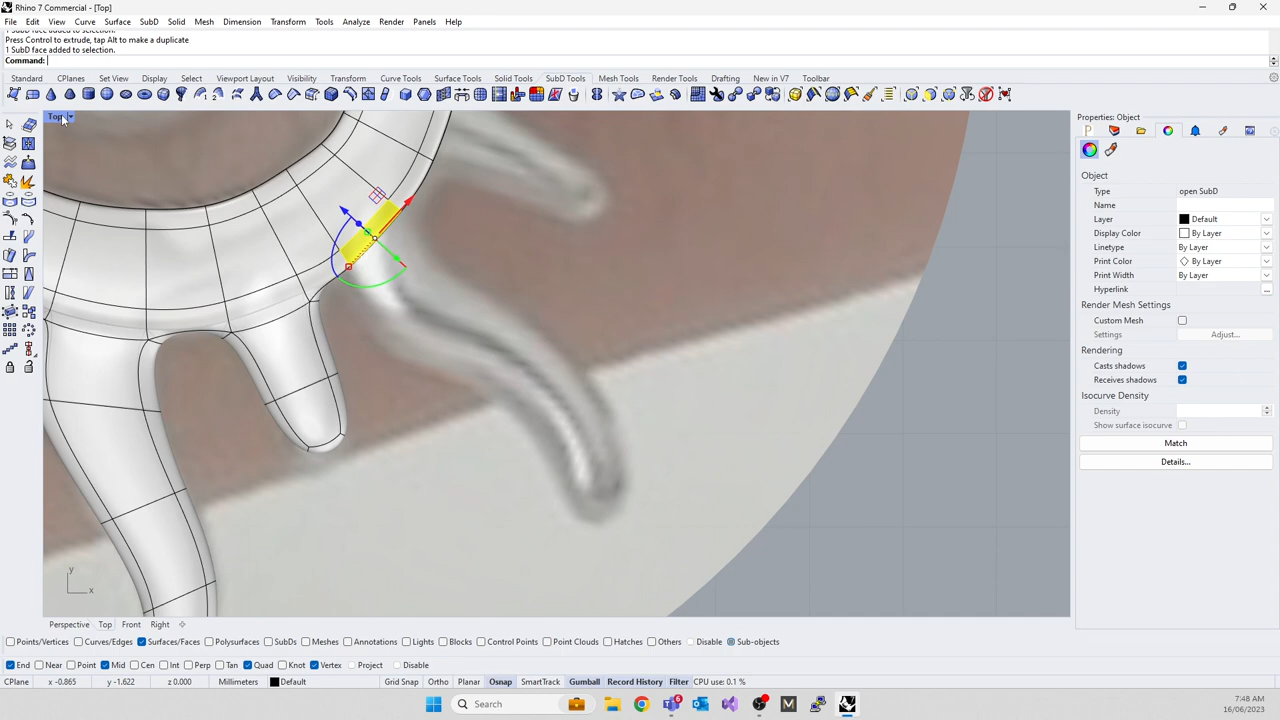 Rhino 7 Commercial - [Top]
File Edit View Curve Surface SubD Solid Mesh Dimension Transform Tools Analyze Render Panels Help
1 SubD face added to selection.
Press Control to extrude, tap Alt to make a duplicate
1 SubD face added to selection.
Command:
Standard CPlanes Set View Display Select Viewport Layout Visibility Transform Curve Tools Surface Tools Solid Tools SubD Tools Mesh Tools Render Tools Drafting New in V7 Toolbar
Top
Properties: Object
Object
Type open SubD
Name
Layer Default
Display Color By Layer
Linetype By Layer
Print Color By Layer
Print Width By Layer
Hyperlink ...
Render Mesh Settings
Custom Mesh
Settings Adjust...
Rendering
Casts shadows
Receives shadows
Isocurve Density
Density
Show surface isocurve
Match
Details...
y
x
Perspective Top Front Right
Points/Vertices Curves/Edges Surfaces/Faces Polysurfaces SubDs Meshes Annotations Lights Blocks Control Points Point Clouds Hatches Others Disable Sub-objects
End Near Point Mid Cen Int Perp Tan Quad Knot Vertex Project Disable
CPlane x -0.865 y -1.622 z 0.000 Millimeters Default Grid Snap Ortho Planar Osnap SmartTrack Gumball Record History Filter CPU use: 0.1 %
Search
7:48 AM
16/06/2023